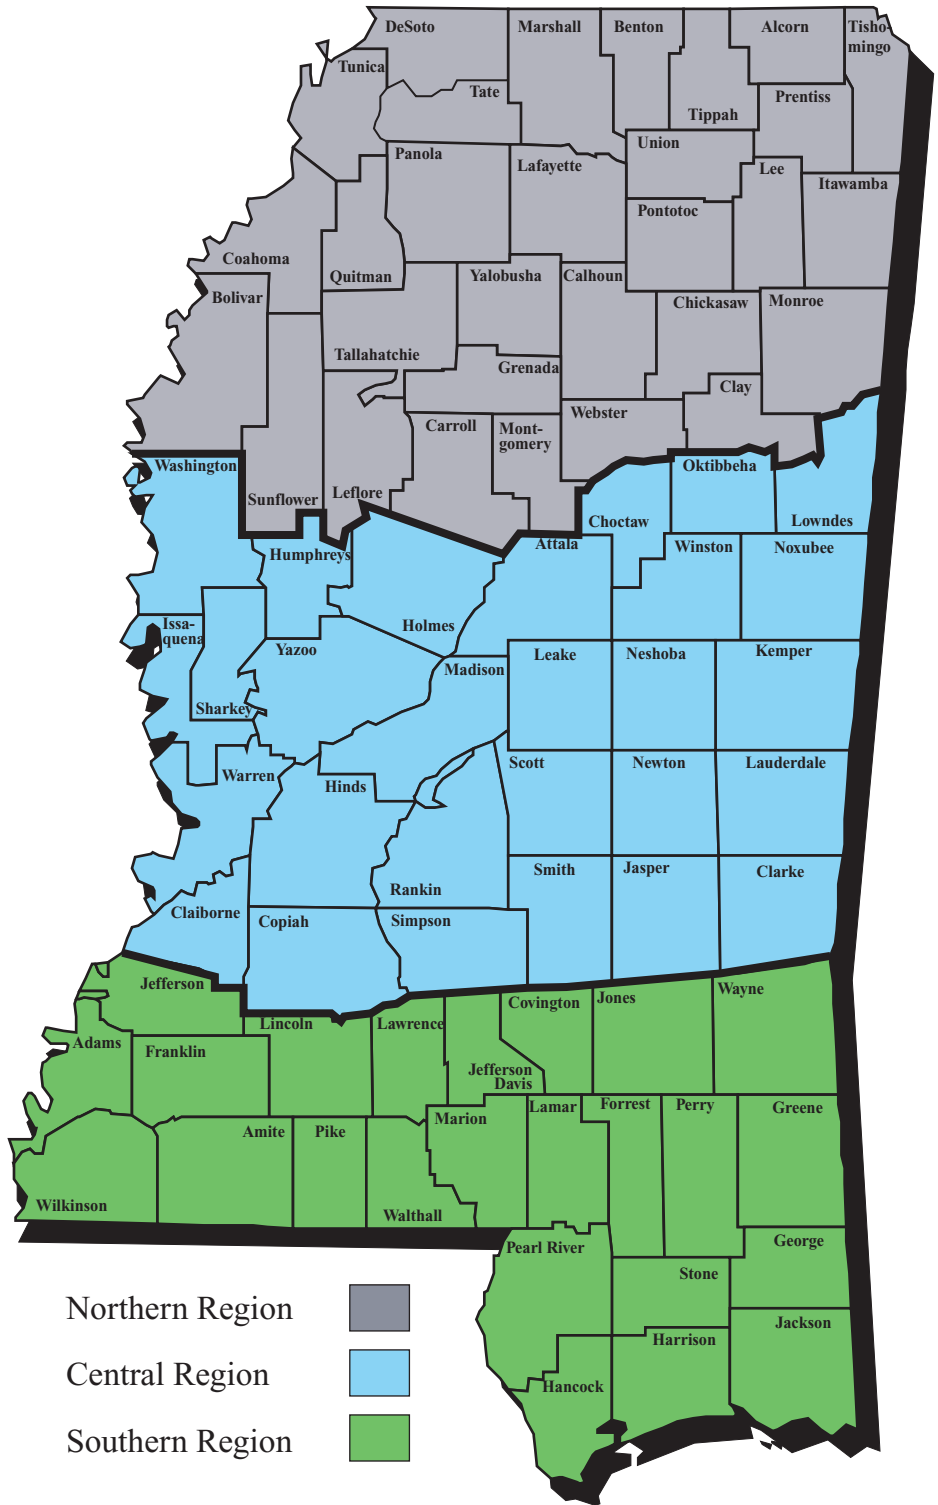 DeSoto
Marshall
Benton
Alcorn
Tisho-
mingo
Tunica
Tate
Prentiss
Tippah
Union
Panola
Lafayette
Lee
Itawamba
Pontotoc
Coahoma
Quitman
Yalobusha
Calhoun
Bolivar
Chickasaw
Monroe
Tallahatchie
Grenada
Clay
Carroll
Mont-
gomery
Webster
Washington
Sunflower
Leflore
Oktibbeha
Choctaw
Lowndes
Humphreys
Attala
Winston
Noxubee
Issa-
quena
Holmes
Yazoo
Madison
Leake
Neshoba
Kemper
Sharkey
Warren
Hinds
Scott
Newton
Lauderdale
Rankin
Smith
Jasper
Clarke
Claiborne
Copiah
Simpson
Jefferson
Covington
Jones
Wayne
Lincoln
Lawrence
Adams
Franklin
Jefferson
Davis
Marion
Lamar
Forrest
Perry
Greene
Amite
Pike
Wilkinson
Walthall
Pearl River
George
Stone
Jackson
Harrison
Hancock
Northern Region
Central Region
Southern Region